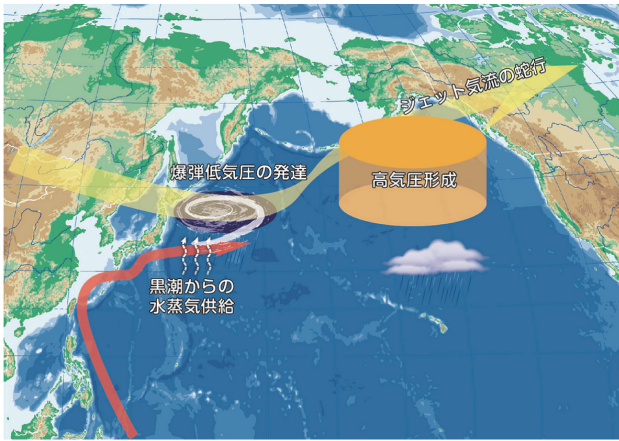 ジェット気流の蛇行
爆弾低気圧の発達
高気圧形成
黒潮からの
水蒸気供給